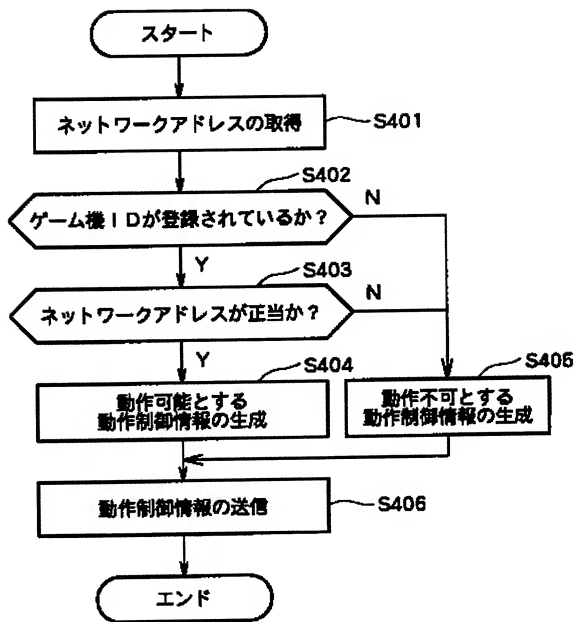 スタート
ネットワークアドレスの取得
S401
S402
ゲーム機IDが登録されているか?
N
Y
S403
ネットワークアドレスが正当か?
N
Y
S404
動作可能とする
動作制御情報の生成
S405
動作不可とする
動作制御情報の生成
動作制御情報の送信
S406
エンド